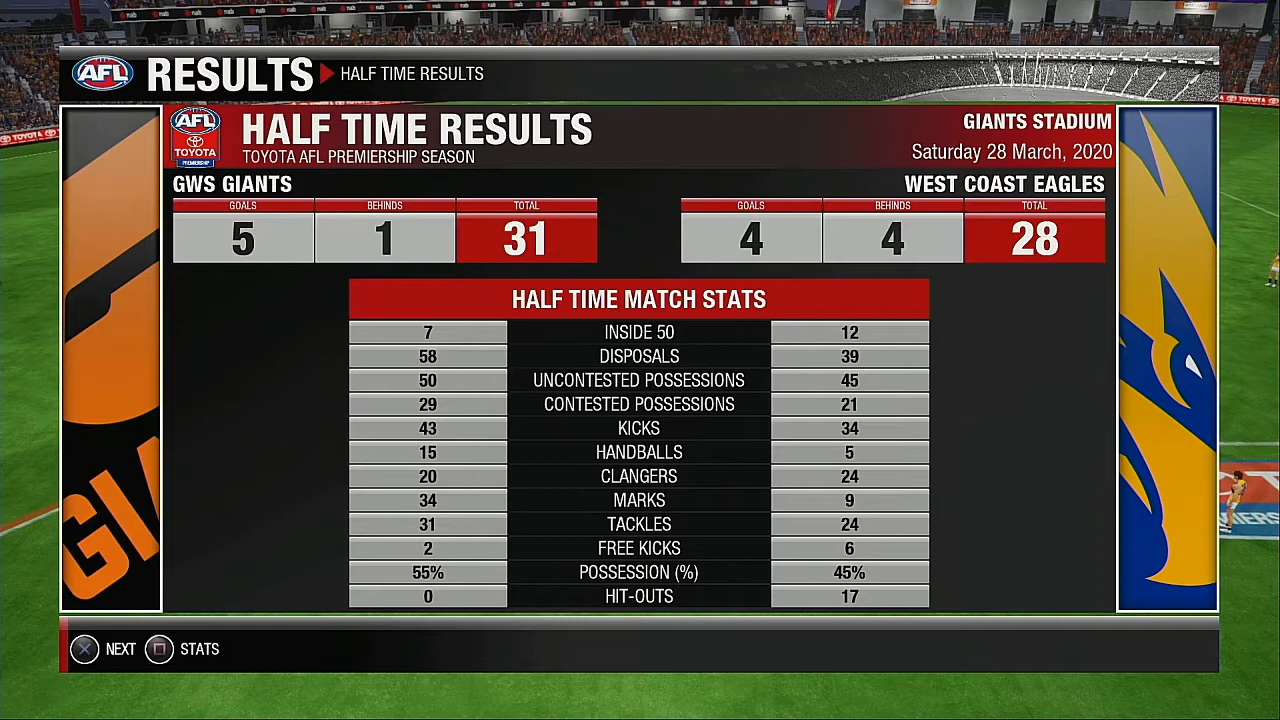 AFL RESULTS HALF TIME RESULTS
AFL
TOYOTA
PREMIERSHIP
HALF TIME RESULTS
TOYOTA AFL PREMIERSHIP SEASON
GIANTS STADIUM
Saturday 28 March, 2020
GWS GIANTS
WEST COAST EAGLES
GOALS BEHINDS TOTAL GOALS BEHINDS TOTAL
5 1 31 4 4 28
HALF TIME MATCH STATS
7 INSIDE 50 12
58 DISPOSALS 39
50 UNCONTESTED POSSESSIONS 45
29 CONTESTED POSSESSIONS 21
43 KICKS 34
15 HANDBALLS 5
20 CLANGERS 24
34 MARKS 9
31 TACKLES 24
2 FREE KICKS 6
55% POSSESSION (%) 45%
0 HIT-OUTS 17
GIA
NEXT STATS
TOYOTA